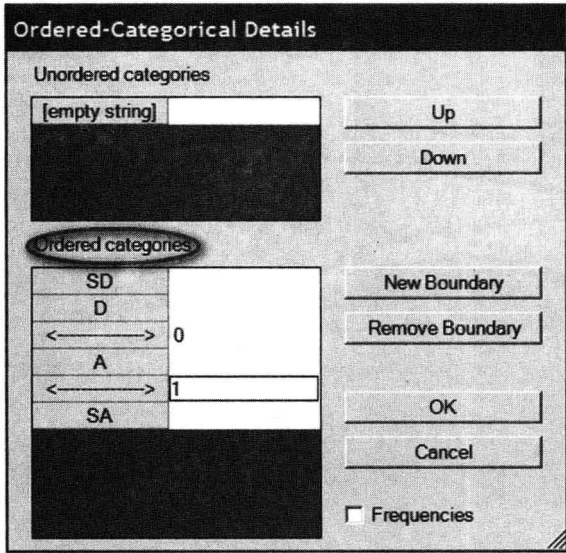 Ordered-Categorical Details
Unordered categories
[empty string]
Up
Down
Ordered categories
SD
New Boundary
D
<---------------> 0
Remove Boundary
A
<---------------> 1
SA
OK
Cancel
Frequencies